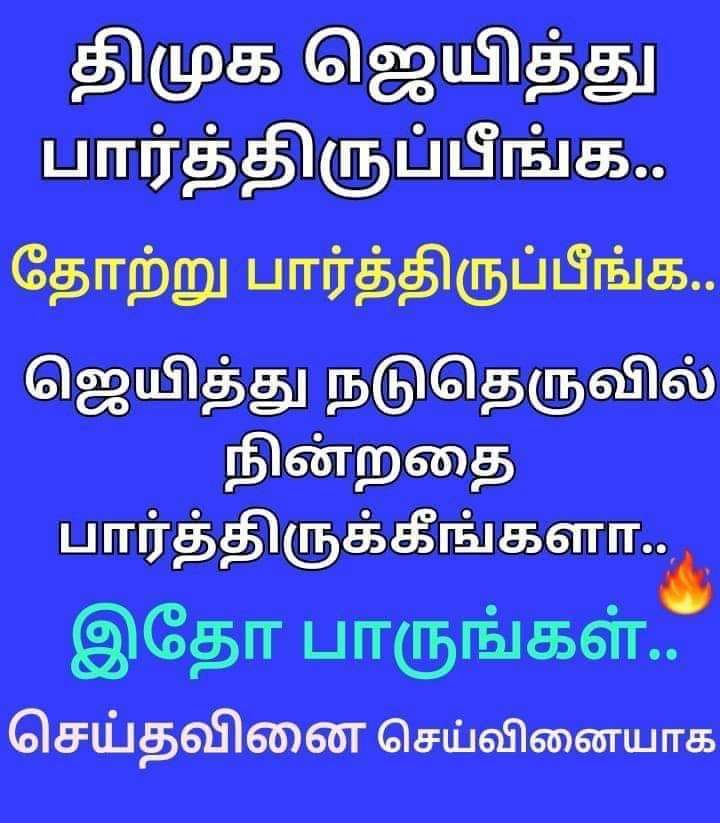 திமுக ஜெயித்து
பார்த்திருப்பீங்க..
தோற்று பார்த்திருப்பீங்க..
ஜெயித்து நடுதெருவில்
நின்றதை
பார்த்திருக்கீங்களா..
இதோ பாருங்கள்..
செய்தவினை செய்வினையாக